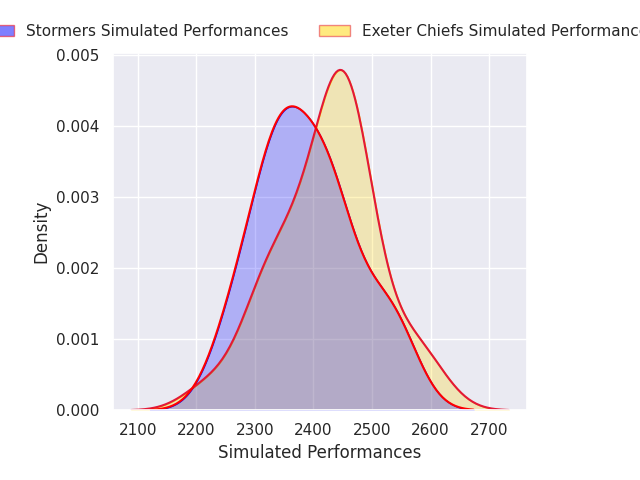 Stormers Simulated Performances Exeter Chiefs Simulated
0.005
0.004
0.003
0.002
0.001
0.000
Density
2100 2200 2300 2400 2500 2600 2700
Simulated Performances